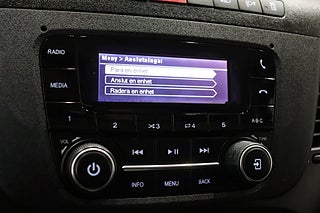 Meny > Anslutningar
RADIO
Para en enhet
MEDIA
Anslut en enhet
Radera en enhet
1 2 3 4 5 A-B-C
VOL
TUNE
INFO MENU BACK